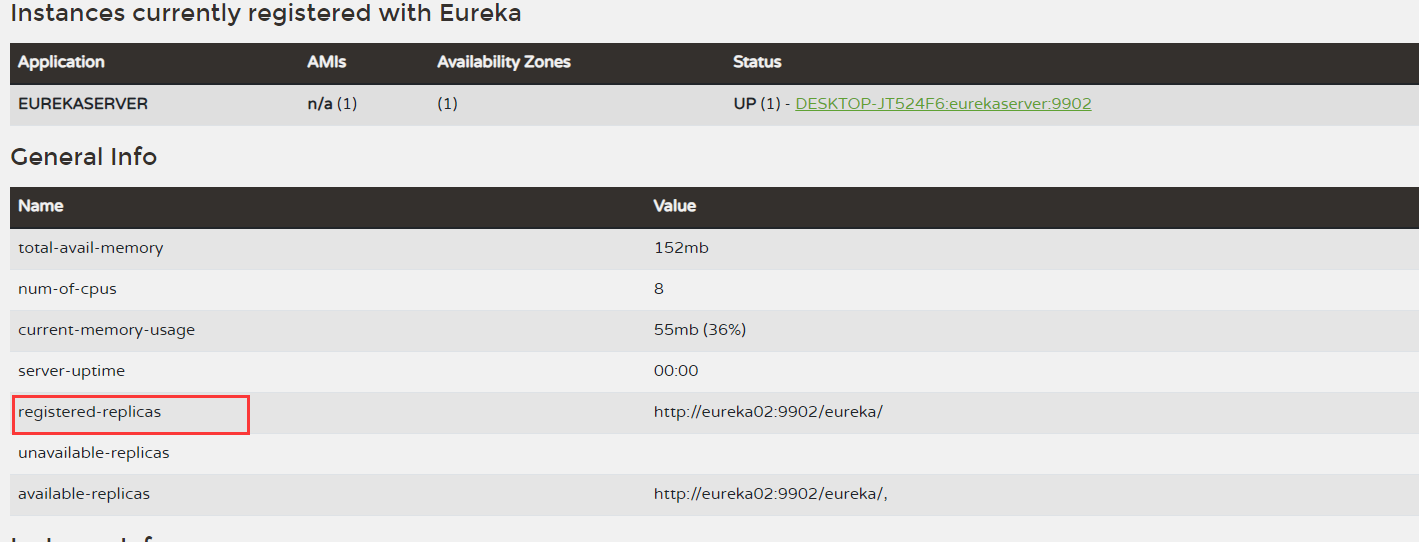 Instances currently registered with Eureka
Application AMIs Availability Zones Status
EUREKASERVER n/a (1) (1) UP (1) - DESKTOP-JT524F6:eurekaserver:9902
General Info
Name Value
total-avail-memory 152mb
num-of-cpus 8
current-memory-usage 55mb (36%)
server-uptime 00:00
registered-replicas http://eureka02:9902/eureka/
unavailable-replicas
available-replicas http://eureka02:9902/eureka/,